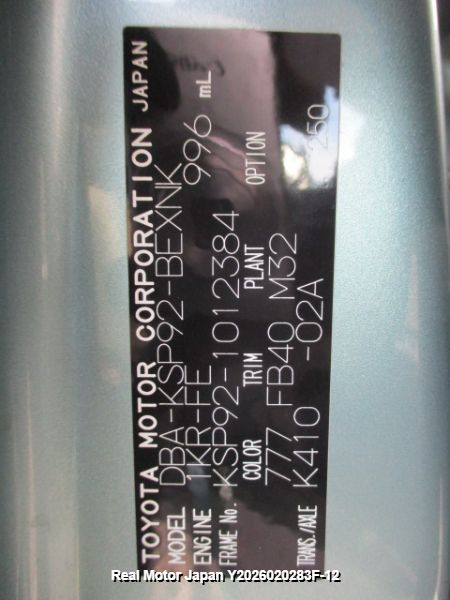 TOYOTA MOTOR CORPORATION JAPAN
MODEL DBA-KSP92-BEXNK
ENGINE 1KR-FE 996 mL
FRAME No. KSP92-1012384
COLOR TRIM PLANT OPTION
777 FB40 M32 250
TRANS./AXLE K410 -02A
Real Motor Japan Y2026020283F-12